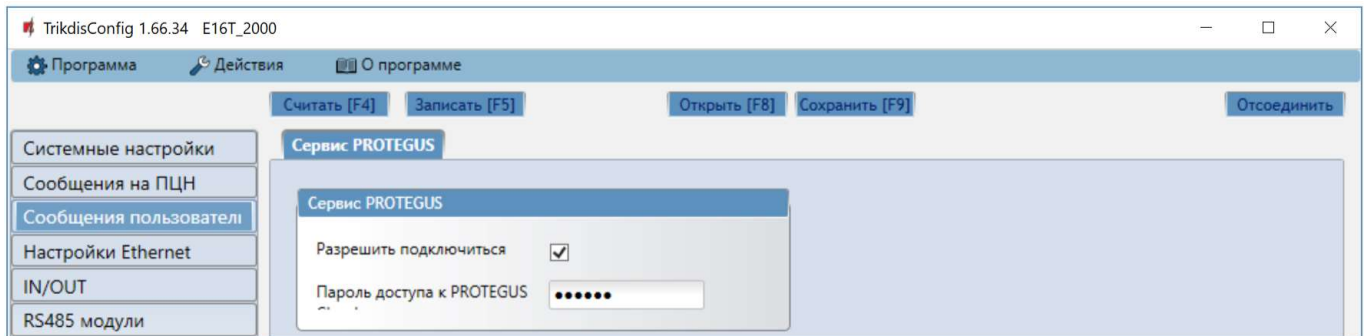 TrikdisConfig 1.66.34 E16T_2000
Программа Действия О программе
Считать [F4] Записать [F5] Открыть [F8] Сохранить [F9] Отсоединить
Системные настройки
Сообщения на ПЦН
Сообщения пользовател
Настройки Ethernet
IN/OUT
RS485 модули
Сервис PROTEGUS
Сервис PROTEGUS
Разрешить подключиться
Пароль доступа к PROTEGUS
••••••